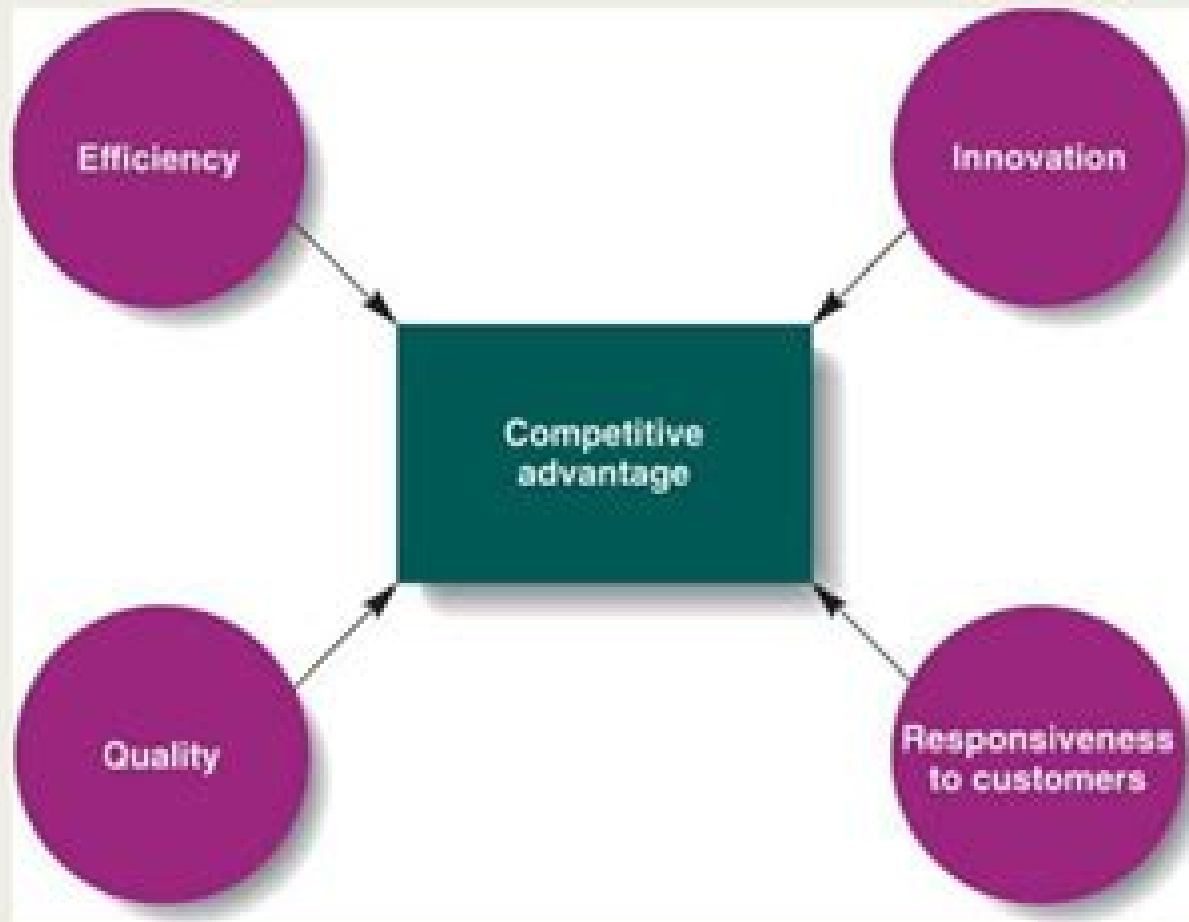 Efficiency
Innovation
Competitive
advantage
Quality
Responsiveness
to customers